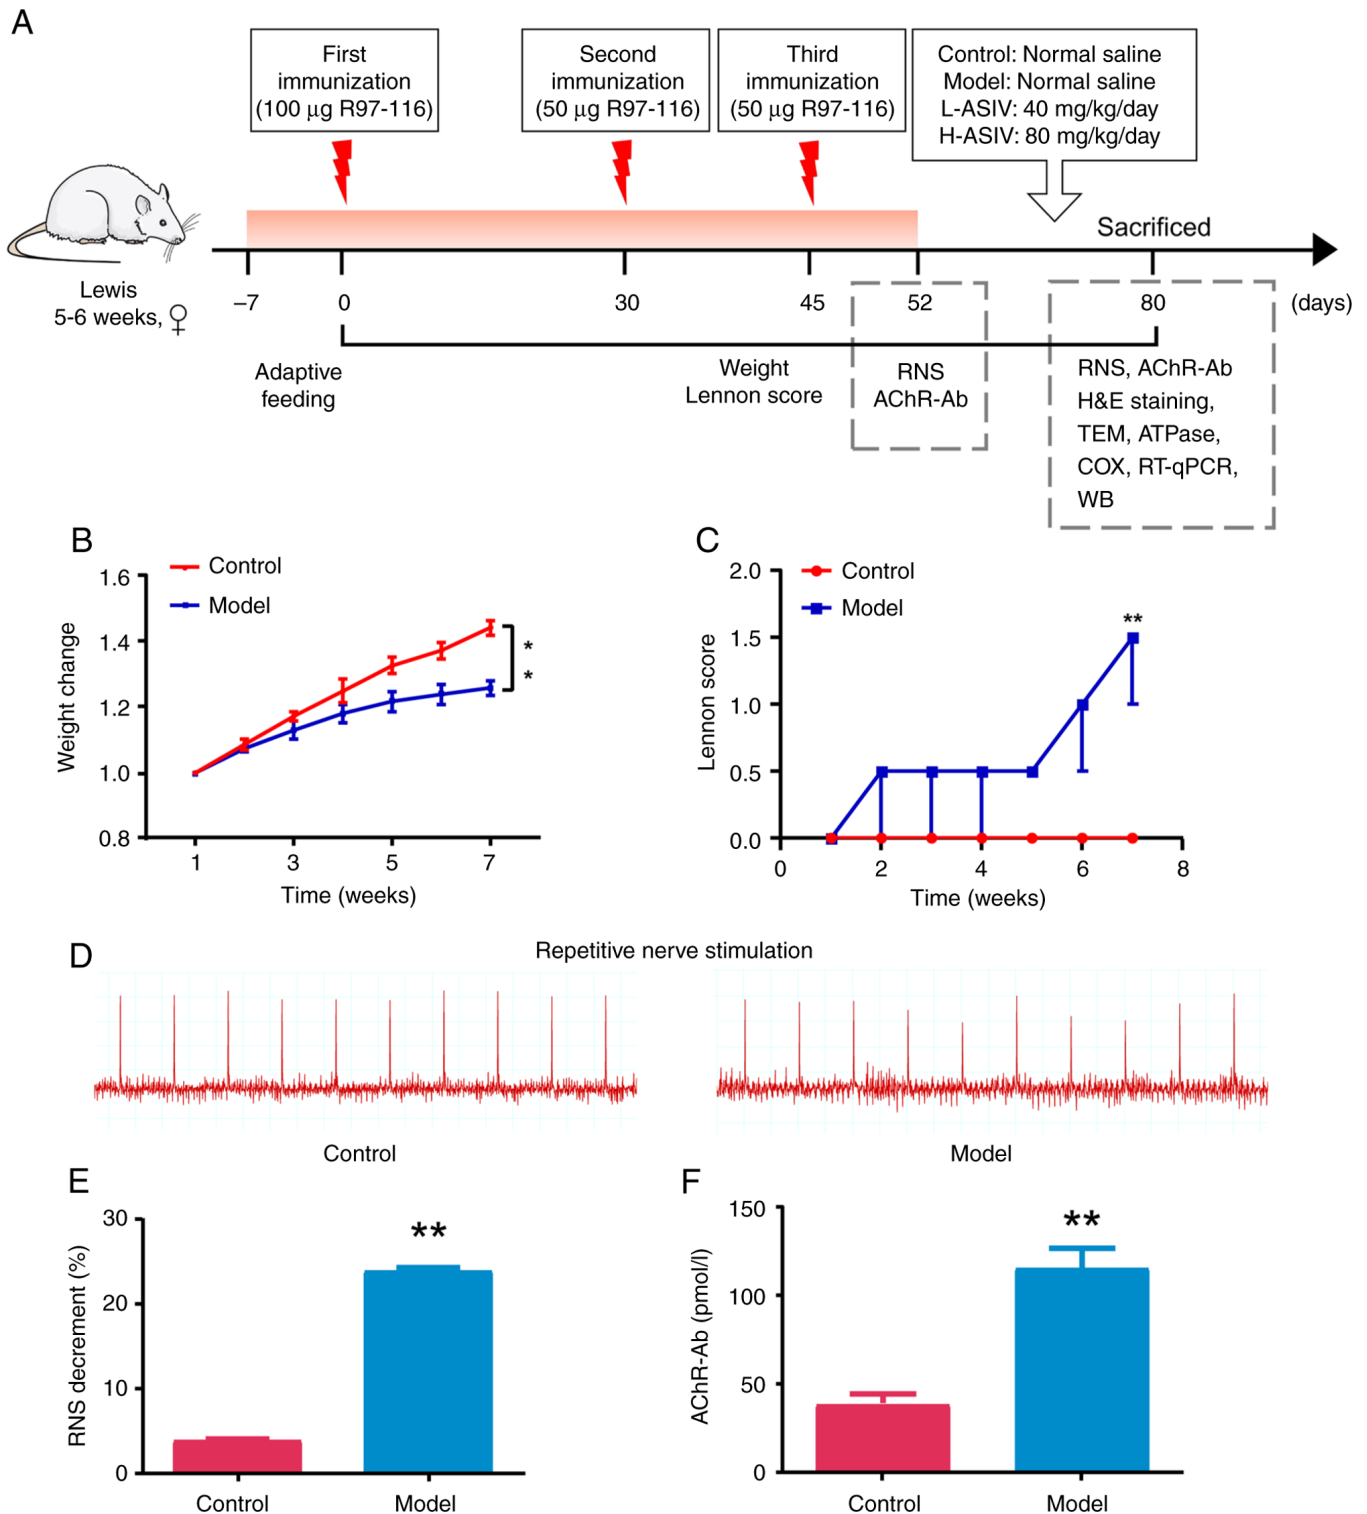 A
First
immunization
(100 μg R97-116)
Second
immunization
(50 μg R97-116)
Third
immunization
(50 μg R97-116)
Control: Normal saline
Model: Normal saline
L-ASIV: 40 mg/kg/day
H-ASIV: 80 mg/kg/day
Sacrificed
Lewis
5-6 weeks, ♀
–7
0
30
45
52
80
(days)
Adaptive
feeding
Weight
Lennon score
RNS
AChR-Ab
RNS, AChR-Ab
H&E staining,
TEM, ATPase,
COX, RT-qPCR,
WB
B
Control
Model
1.6
1.4
1.2
1.0
0.8
Weight change
*
*
1 3 5 7
Time (weeks)
C
Control
Model
2.0
1.5
1.0
0.5
0.0
Lennon score
**
0 2 4 6 8
Time (weeks)
D
Repetitive nerve stimulation
Control
Model
E
30
20
10
0
RNS decrement (%)
**
Control Model
F
150
100
50
0
AChR-Ab (pmol/l)
**
Control Model